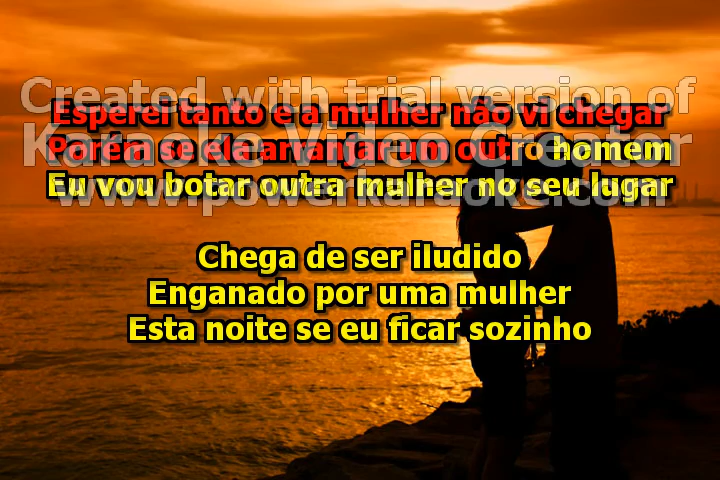 Created with trial version of
Esperei tanto e a mulher não vi chegar
Karaoke Video Creator
Porém se ela arranjar um outro homem
www.powerkaraoke.com
Eu vou botar outra mulher no seu lugar
Chega de ser iludido
Enganado por uma mulher
Esta noite se eu ficar sozinho